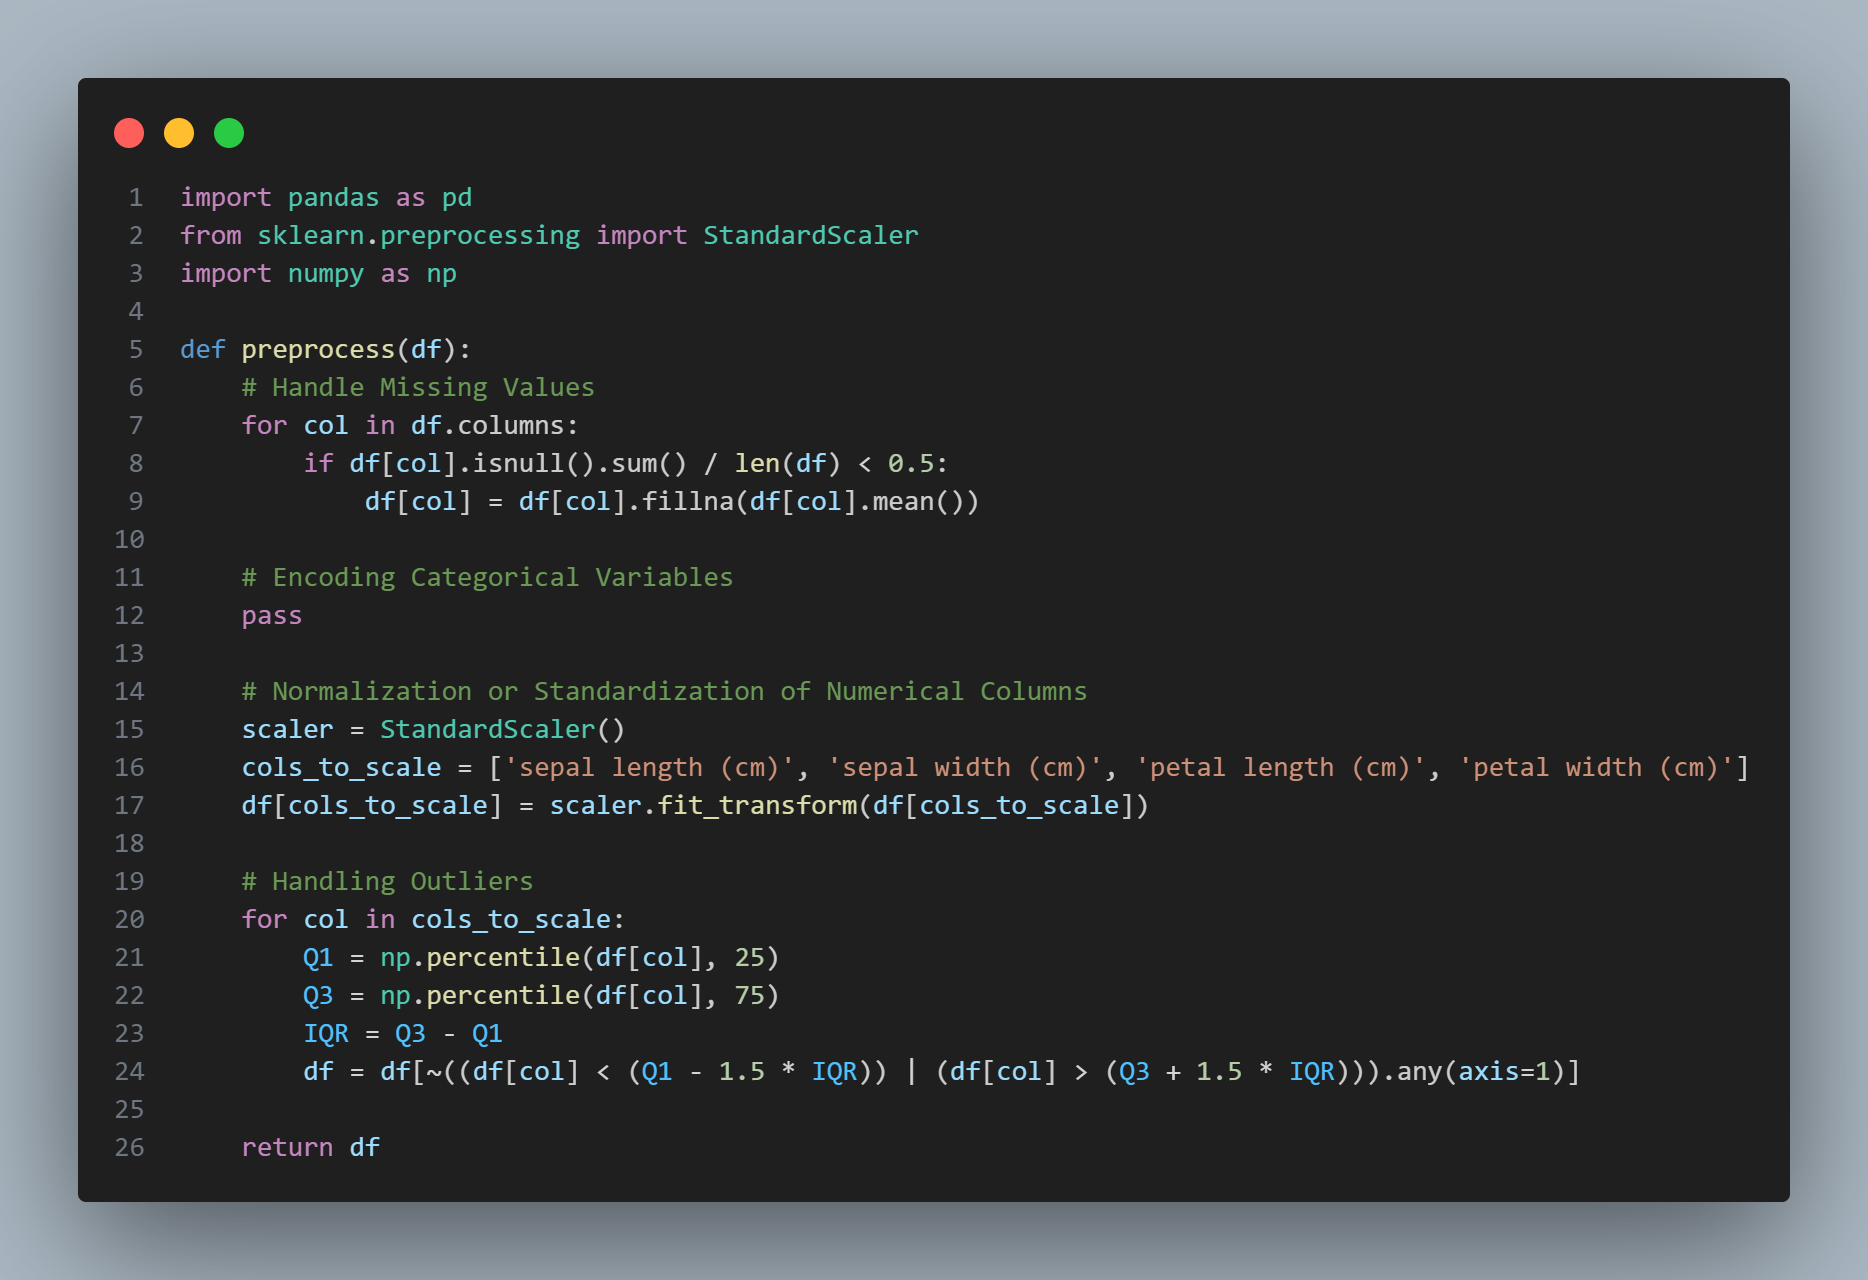 1 import pandas as pd
2 from sklearn.preprocessing import StandardScaler
3 import numpy as np
4
5 def preprocess(df):
6     # Handle Missing Values
7     for col in df.columns:
8         if df[col].isnull().sum() / len(df) < 0.5:
9             df[col] = df[col].fillna(df[col].mean())
10
11     # Encoding Categorical Variables
12     pass
13
14     # Normalization or Standardization of Numerical Columns
15     scaler = StandardScaler()
16     cols_to_scale = ['sepal length (cm)', 'sepal width (cm)', 'petal length (cm)', 'petal width (cm)']
17     df[cols_to_scale] = scaler.fit_transform(df[cols_to_scale])
18
19     # Handling Outliers
20     for col in cols_to_scale:
21         Q1 = np.percentile(df[col], 25)
22         Q3 = np.percentile(df[col], 75)
23         IQR = Q3 - Q1
24         df = df[~((df[col] < (Q1 - 1.5 * IQR)) | (df[col] > (Q3 + 1.5 * IQR))).any(axis=1)]
25
26     return df